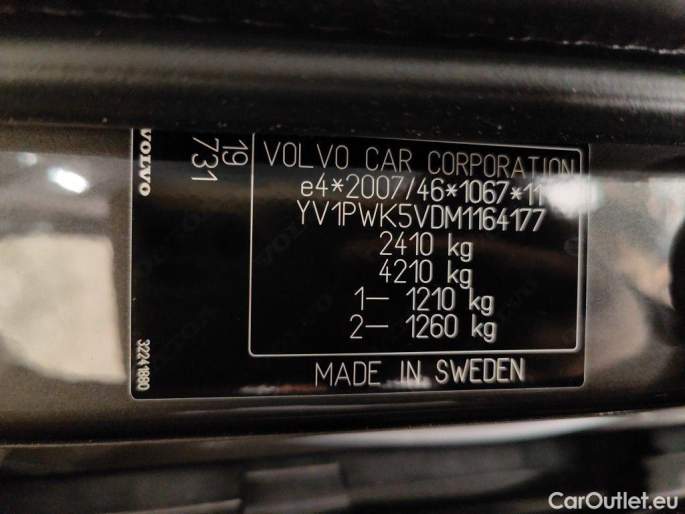 VOLVO
19
731
VOLVO CAR CORPORATION
e4*2007/46*1067*11
YV1PWK5VDM1164177
2410 kg
4210 kg
1– 1210 kg
2– 1260 kg
MADE IN SWEDEN
32241890
CarOutlet.eu